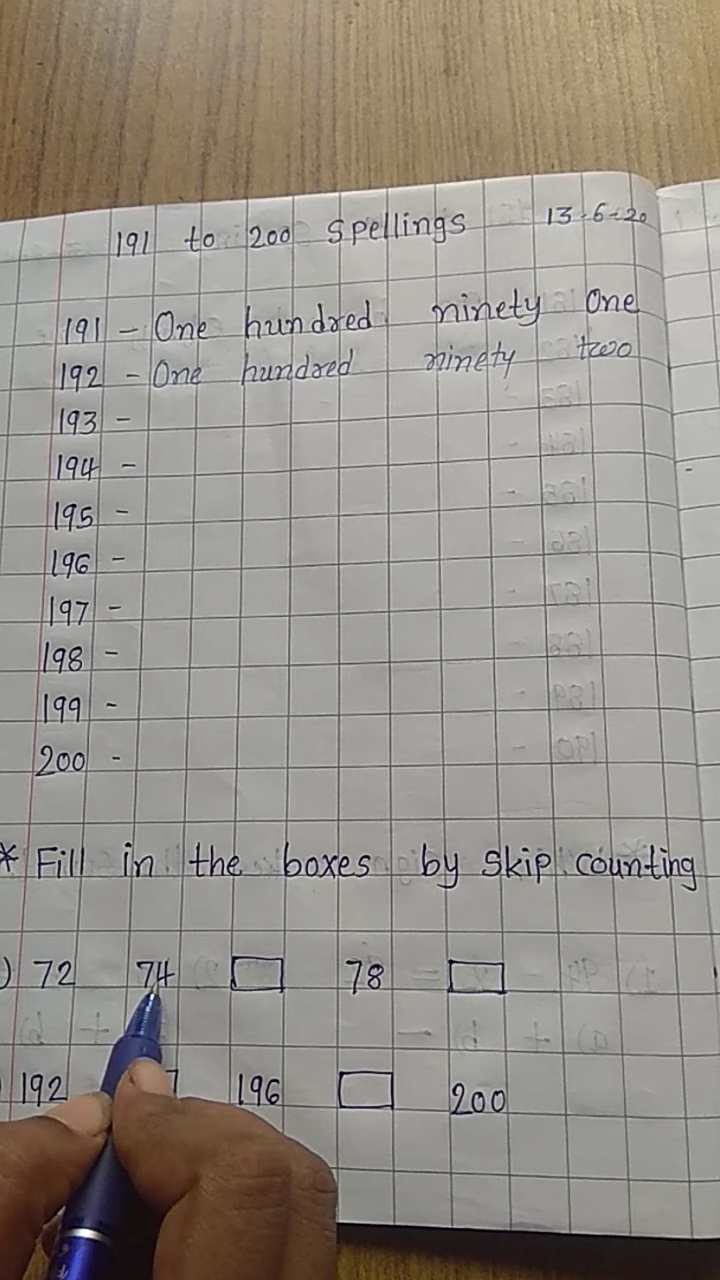 191 to 200 Spellings 13-6-20
191 - One hundred ninety One
192 - One hundred ninety two
193 -
194 -
195 -
196 -
197 -
198 -
199 -
200 -
* Fill in the boxes by Skip counting
) 72 74 78
192 196 200